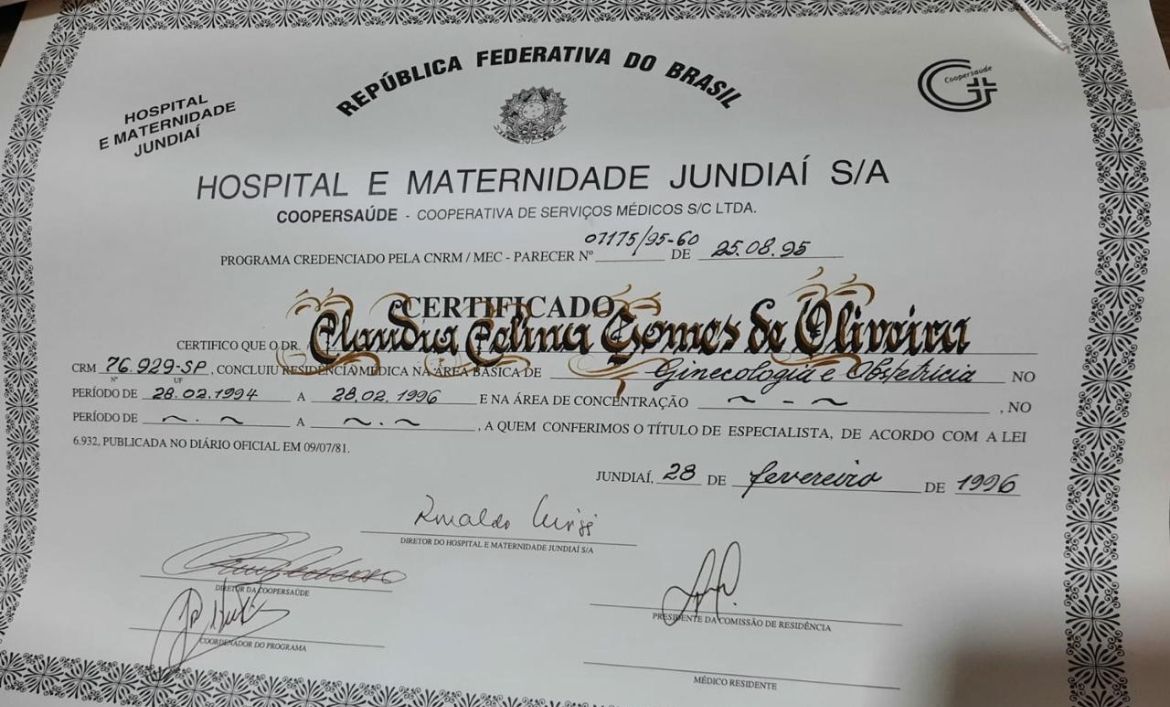 REPÚBLICA FEDERATIVA DO BRASIL
HOSPITAL
E MATERNIDADE
JUNDIAÍ
Coopersaúde
HOSPITAL E MATERNIDADE JUNDIAÍ S/A
COOPERSAÚDE - COOPERATIVA DE SERVIÇOS MÉDICOS S/C LTDA.
PROGRAMA CREDENCIADO PELA CNRM / MEC - PARECER Nº 07175/95-60 DE 25.08.95
CERTIFICADO
CERTIFICO QUE O DR. Claudia Celina Gomes de Oliveira
CRM 76.929-SP, CONCLUIU RESIDÊNCIA MÉDICA NA ÁREA BÁSICA DE Ginecologia e Obstetrícia NO
Nº UF
PERÍODO DE 28.02.1994 A 28.02.1996 E NA ÁREA DE CONCENTRAÇÃO ~ - ~, NO
PERÍODO DE ~.~ A ~.~, A QUEM CONFERIMOS O TÍTULO DE ESPECIALISTA, DE ACORDO COM A LEI
6.932, PUBLICADA NO DIÁRIO OFICIAL EM 09/07/81.
JUNDIAÍ, 28 DE fevereiro DE 1996
DIRETOR DO HOSPITAL E MATERNIDADE JUNDIAÍ S/A
DIRETOR DA COOPERSAÚDE
PRESIDENTE DA COMISSÃO DE RESIDÊNCIA
COORDENADOR DO PROGRAMA
MÉDICO RESIDENTE